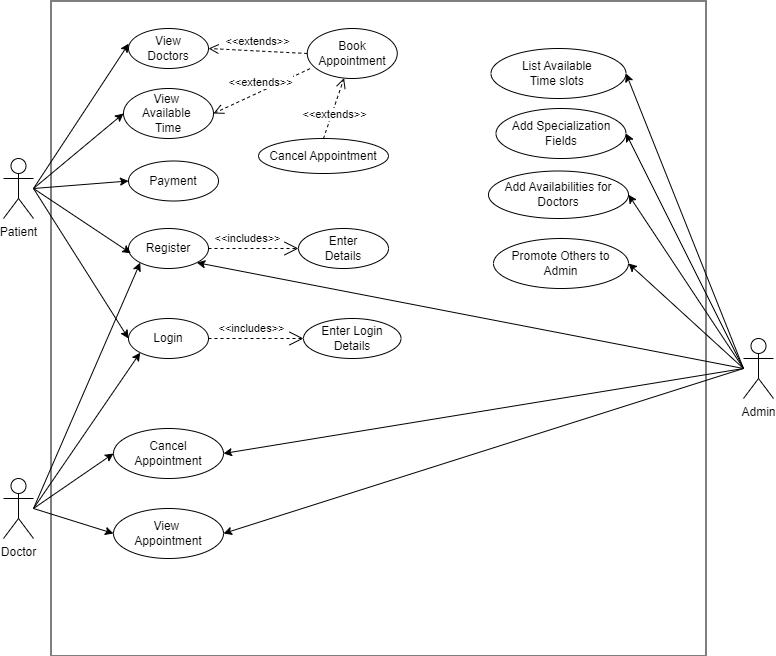 View
Doctors
<<extends>>
Book
Appointment
<<extends>>
View
Available
Time
<<extends>>
Cancel Appointment
List Available
Time slots
Add Specialization
Fields
Payment
Add Availabilities for
Doctors
Patient
Register
<<includes>>
Enter
Details
Promote Others to
Admin
Login
<<includes>>
Enter Login
Details
Admin
Cancel
Appointment
View
Appointment
Doctor